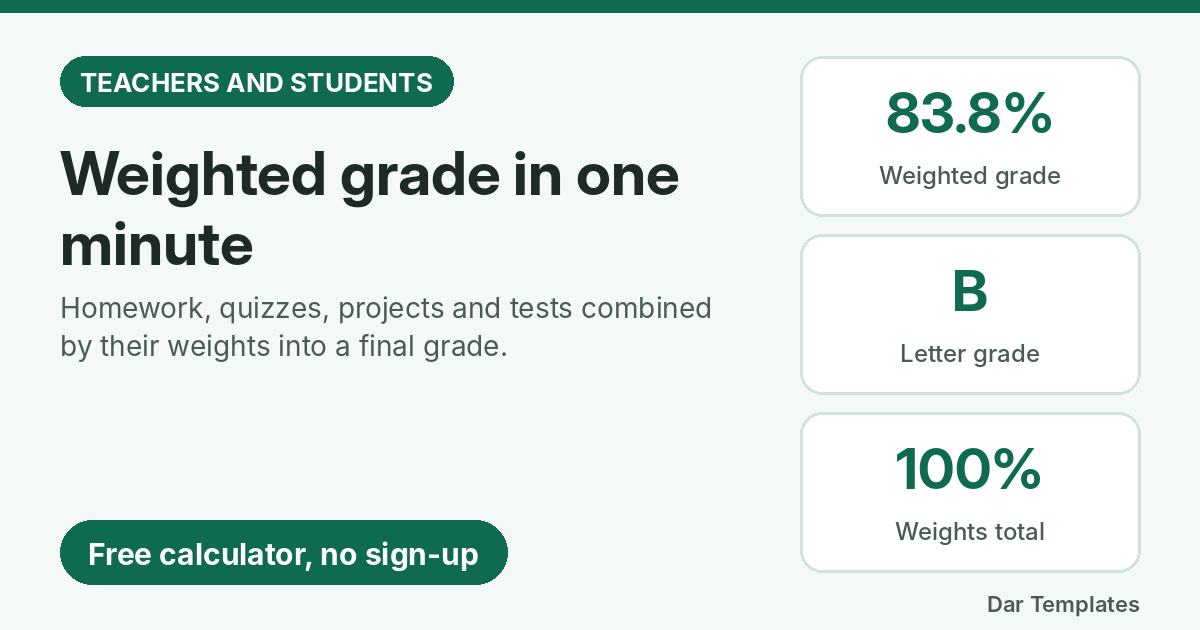 TEACHERS AND STUDENTS
Weighted grade in one
minute
Homework, quizzes, projects and tests combined
by their weights into a final grade.
Free calculator, no sign-up
83.8%
Weighted grade
B
Letter grade
100%
Weights total
Dar Templates